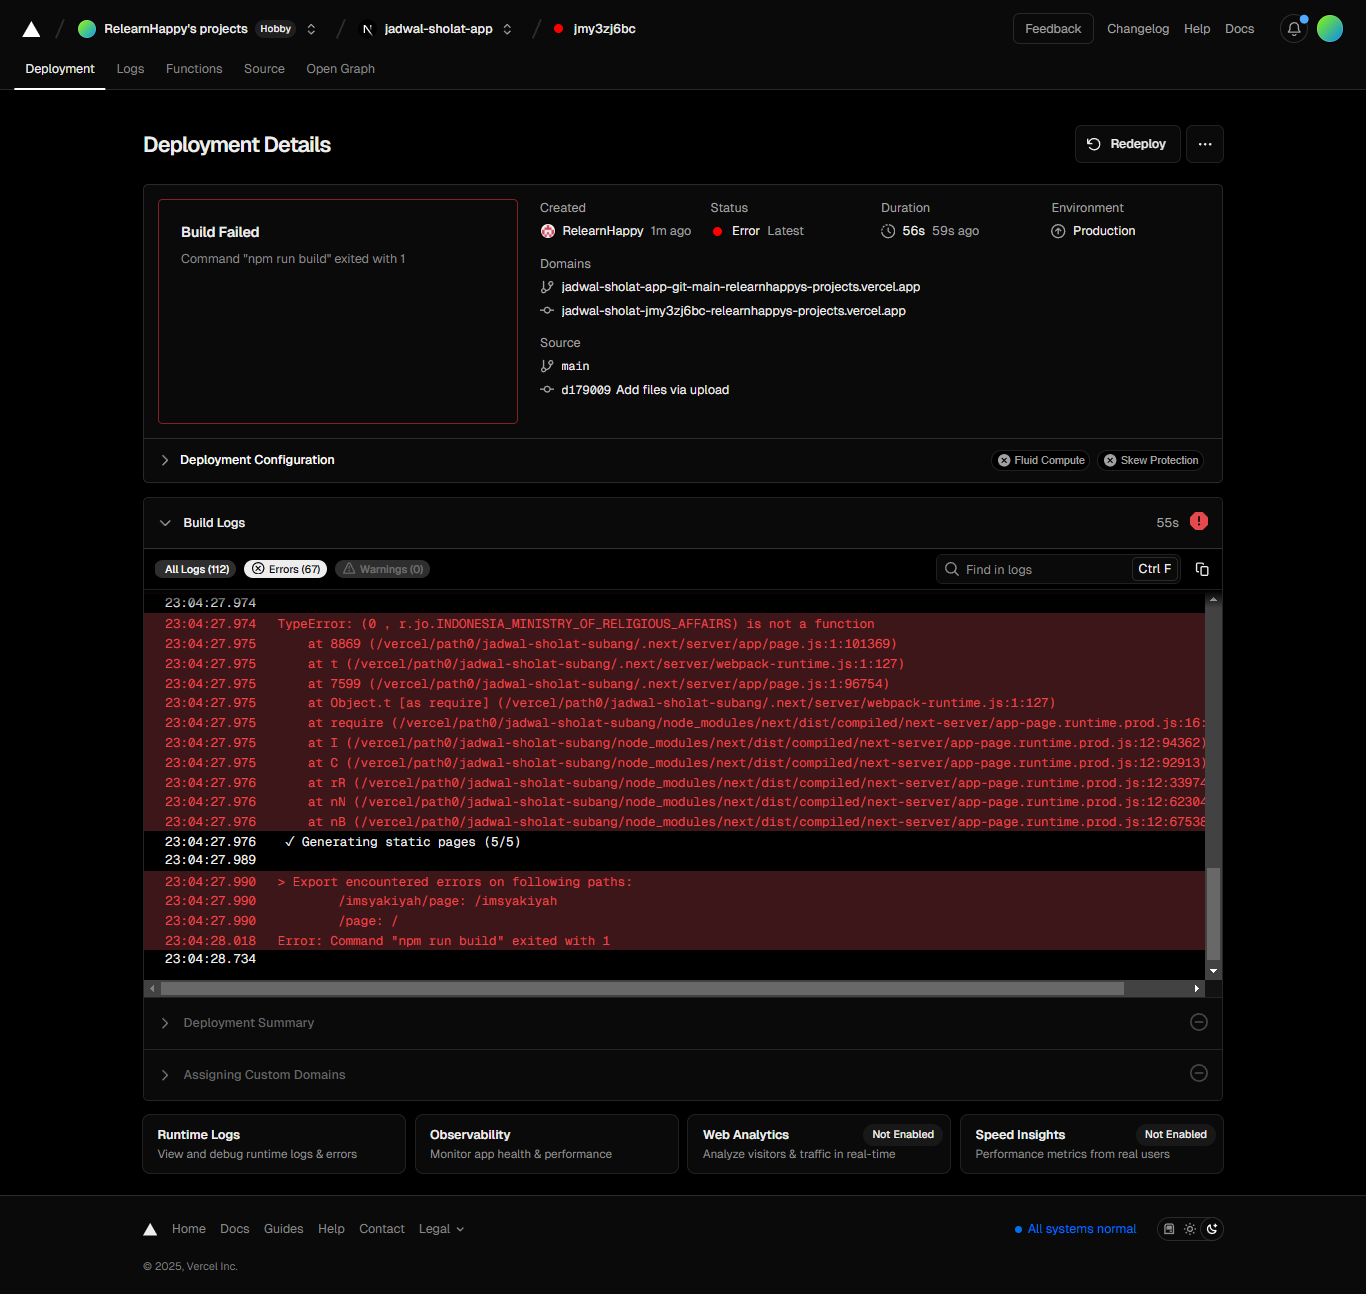 RelearnHappy's projects Hobby jadwal-sholat-app jmy3zj6bc Feedback Changelog Help Docs
Deployment Logs Functions Source Open Graph
Deployment Details
Redeploy
Build Failed
Command "npm run build" exited with 1
Created Status Duration Environment
RelearnHappy 1m ago Error Latest 56s 59s ago Production
Domains
jadwal-sholat-app-git-main-relearnhappys-projects.vercel.app
jadwal-sholat-jmy3zj6bc-relearnhappys-projects.vercel.app
Source
main
d179009 Add files via upload
Deployment Configuration Fluid Compute Skew Protection
Build Logs 55s
All Logs (112) Errors (67) Warnings (0) Find in logs Ctrl F
23:04:27.974
23:04:27.974 TypeError: (0 , r.jo.INDONESIA_MINISTRY_OF_RELIGIOUS_AFFAIRS) is not a function
23:04:27.975 at 8869 (/vercel/path0/jadwal-sholat-subang/.next/server/app/page.js:1:101369)
23:04:27.975 at t (/vercel/path0/jadwal-sholat-subang/.next/server/webpack-runtime.js:1:127)
23:04:27.975 at 7599 (/vercel/path0/jadwal-sholat-subang/.next/server/app/page.js:1:96754)
23:04:27.975 at Object.t [as require] (/vercel/path0/jadwal-sholat-subang/.next/server/webpack-runtime.js:1:127)
23:04:27.975 at require (/vercel/path0/jadwal-sholat-subang/node_modules/next/dist/compiled/next-server/app-page.runtime.prod.js:16:
23:04:27.975 at I (/vercel/path0/jadwal-sholat-subang/node_modules/next/dist/compiled/next-server/app-page.runtime.prod.js:12:94362)
23:04:27.975 at C (/vercel/path0/jadwal-sholat-subang/node_modules/next/dist/compiled/next-server/app-page.runtime.prod.js:12:92913)
23:04:27.976 at rR (/vercel/path0/jadwal-sholat-subang/node_modules/next/dist/compiled/next-server/app-page.runtime.prod.js:12:33974
23:04:27.976 at nN (/vercel/path0/jadwal-sholat-subang/node_modules/next/dist/compiled/next-server/app-page.runtime.prod.js:12:62304
23:04:27.976 at nB (/vercel/path0/jadwal-sholat-subang/node_modules/next/dist/compiled/next-server/app-page.runtime.prod.js:12:67538
23:04:27.976 ✓ Generating static pages (5/5)
23:04:27.989
23:04:27.990 > Export encountered errors on following paths:
23:04:27.990 /imsyakiyah/page: /imsyakiyah
23:04:27.990 /page: /
23:04:28.018 Error: Command "npm run build" exited with 1
23:04:28.734
Deployment Summary
Assigning Custom Domains
Runtime Logs Observability Web Analytics Not Enabled Speed Insights Not Enabled
View and debug runtime logs & errors Monitor app health & performance Analyze visitors & traffic in real-time Performance metrics from real users
Home Docs Guides Help Contact Legal All systems normal
© 2025, Vercel Inc.